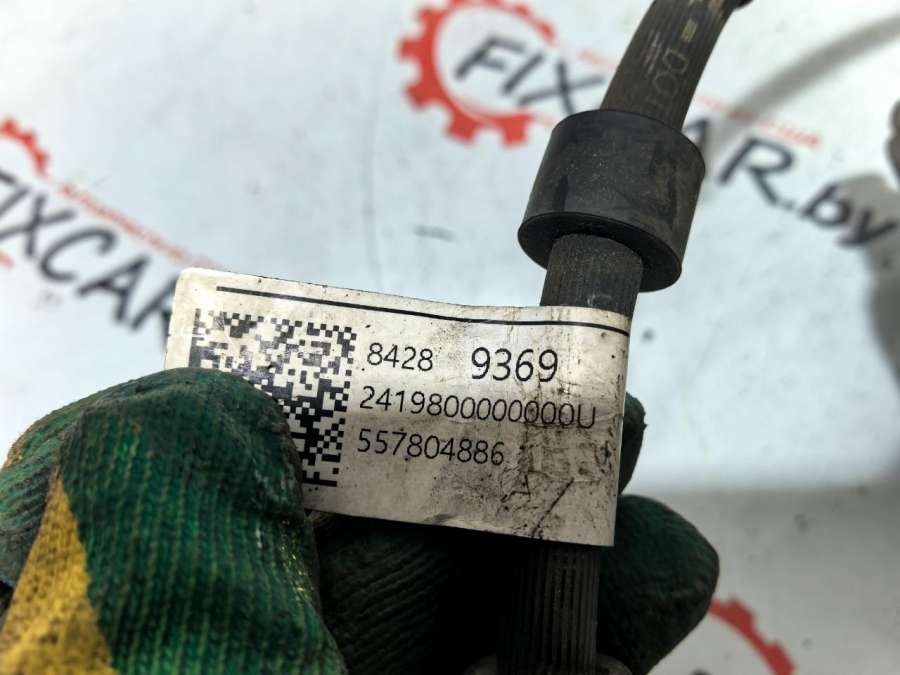 FIXCAR.by
FIXCAR
8428 9369
2419800000000U
557804886